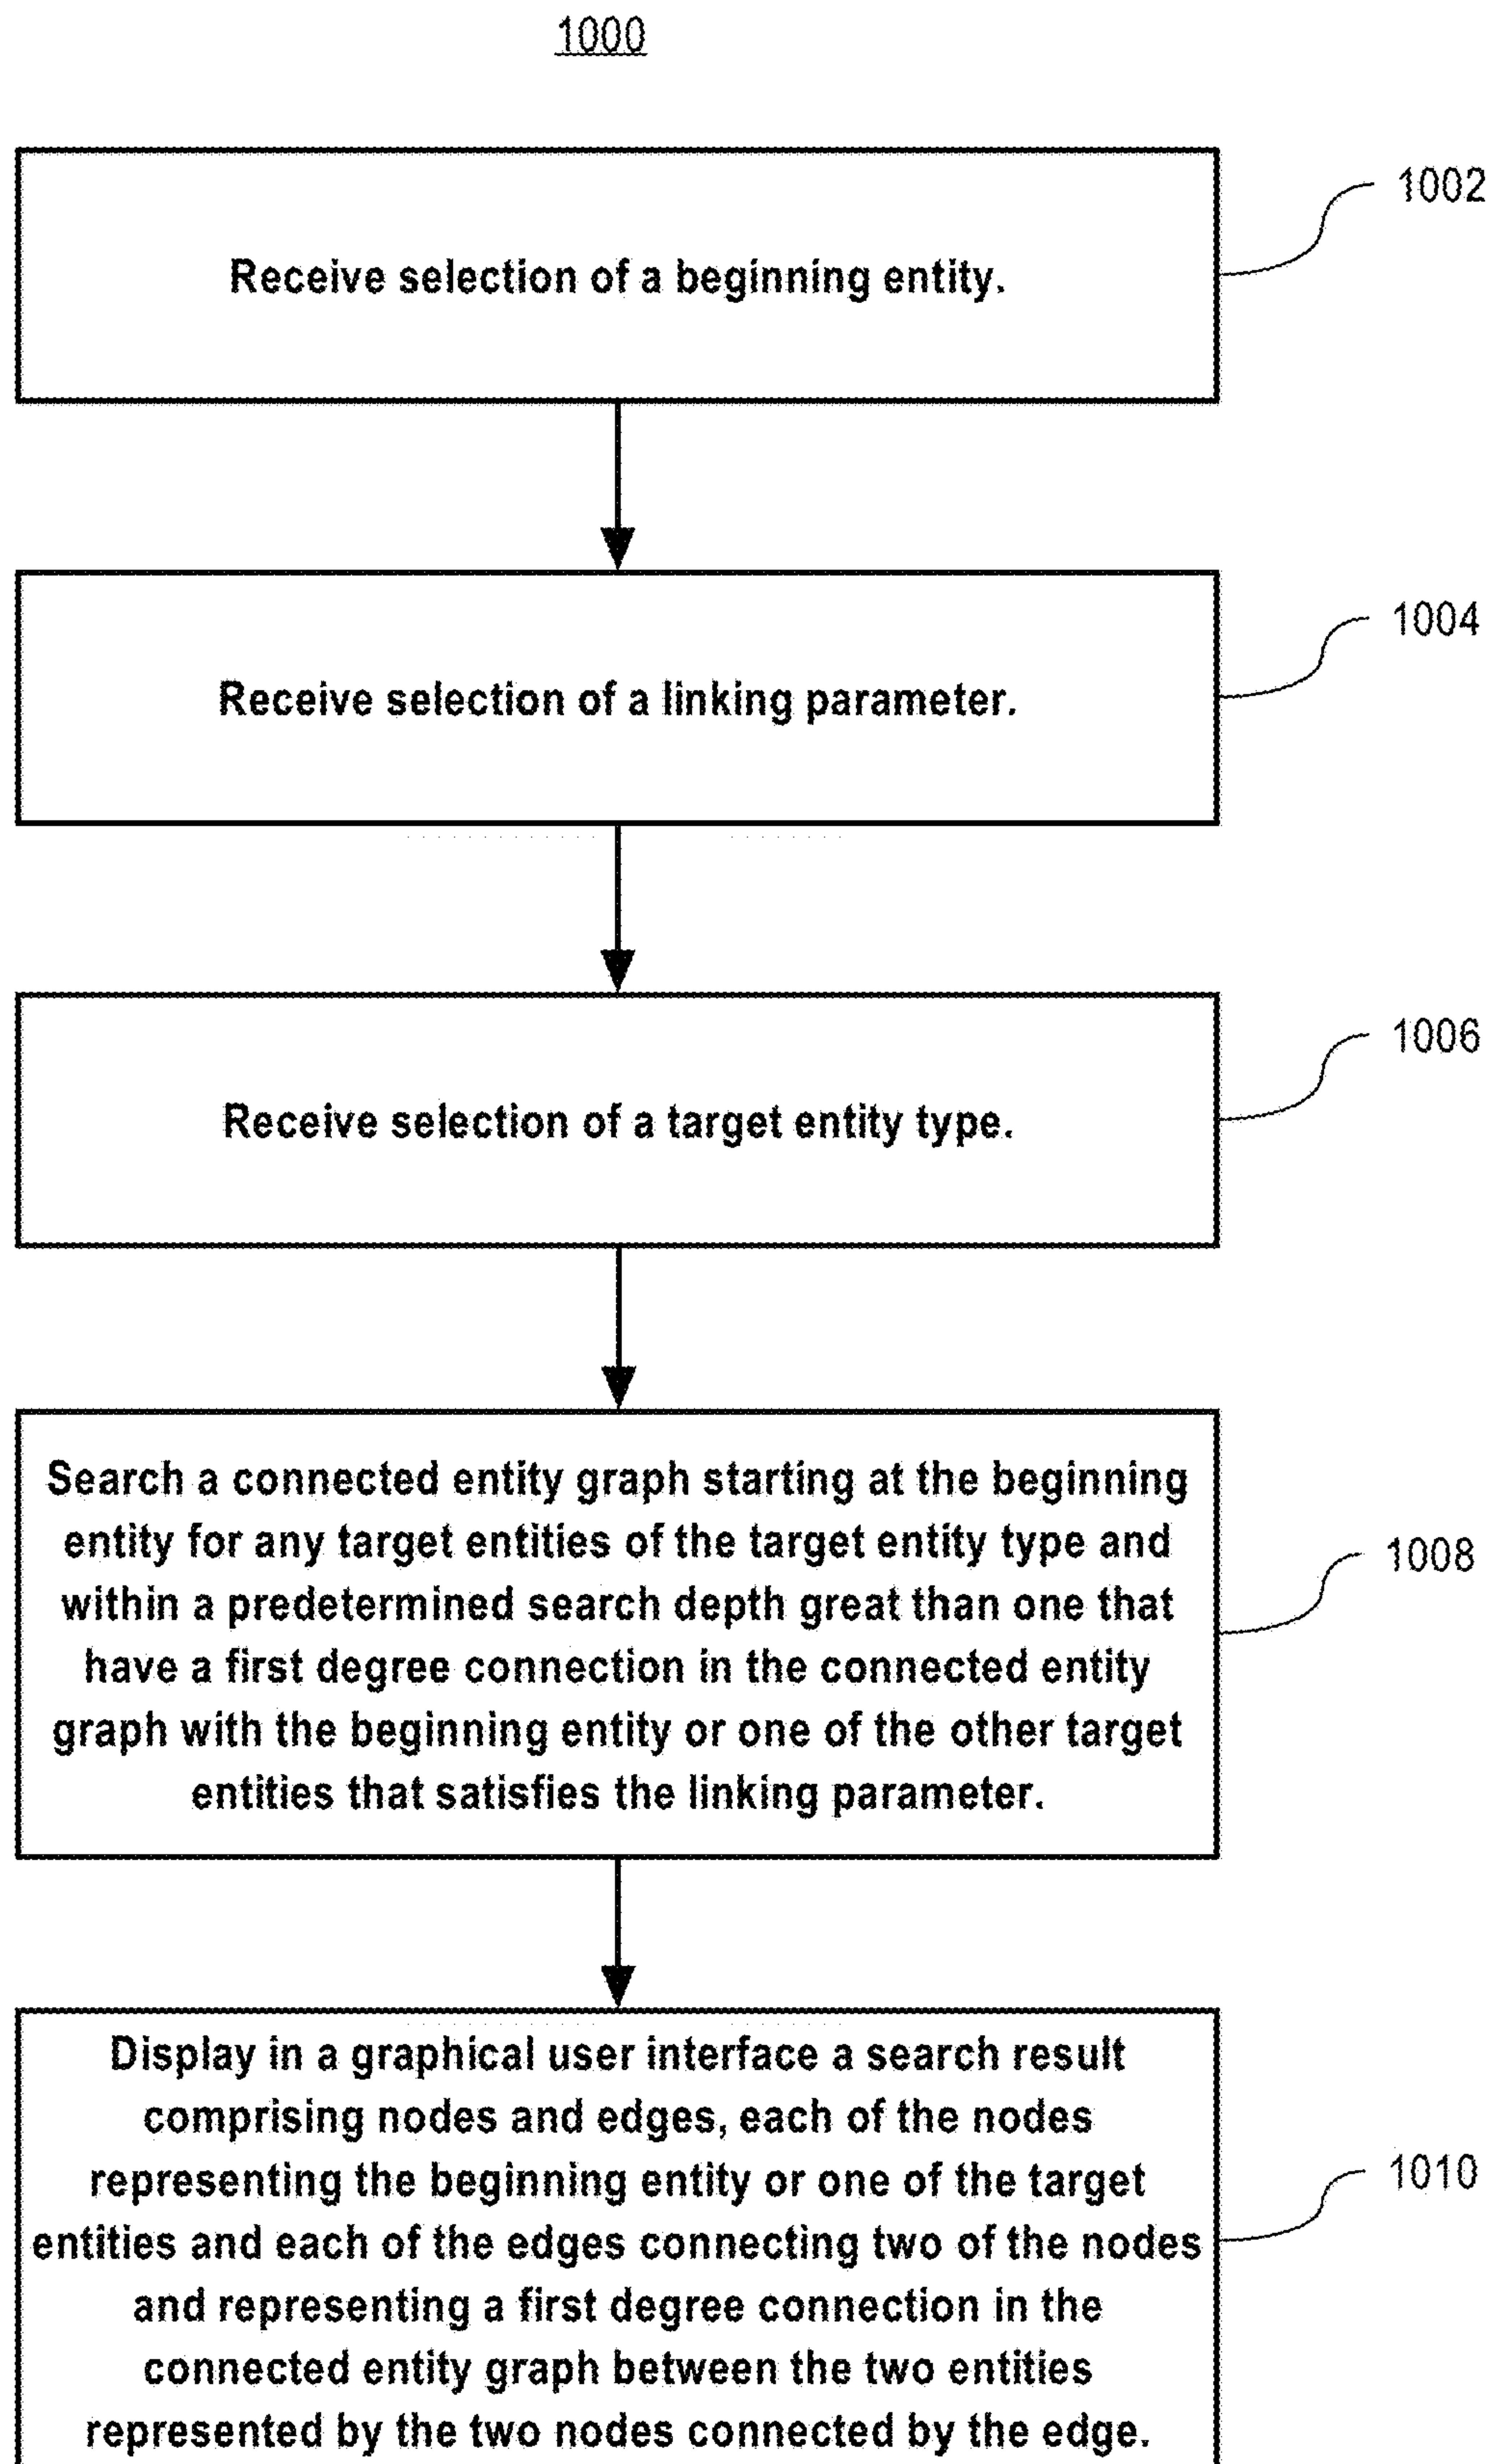 1000
Receive selection of a beginning entity.
1002
Receive selection of a linking parameter.
1004
Receive selection of a target entity type.
1006
Search a connected entity graph starting at the beginning
entity for any target entities of the target entity type and
within a predetermined search depth great than one that
have a first degree connection in the connected entity
graph with the beginning entity or one of the other target
entities that satisfies the linking parameter.
1008
Display in a graphical user interface a search result
comprising nodes and edges, each of the nodes
representing the beginning entity or one of the target
entities and each of the edges connecting two of the nodes
and representing a first degree connection in the
connected entity graph between the two entities
represented by the two nodes connected by the edge.
1010